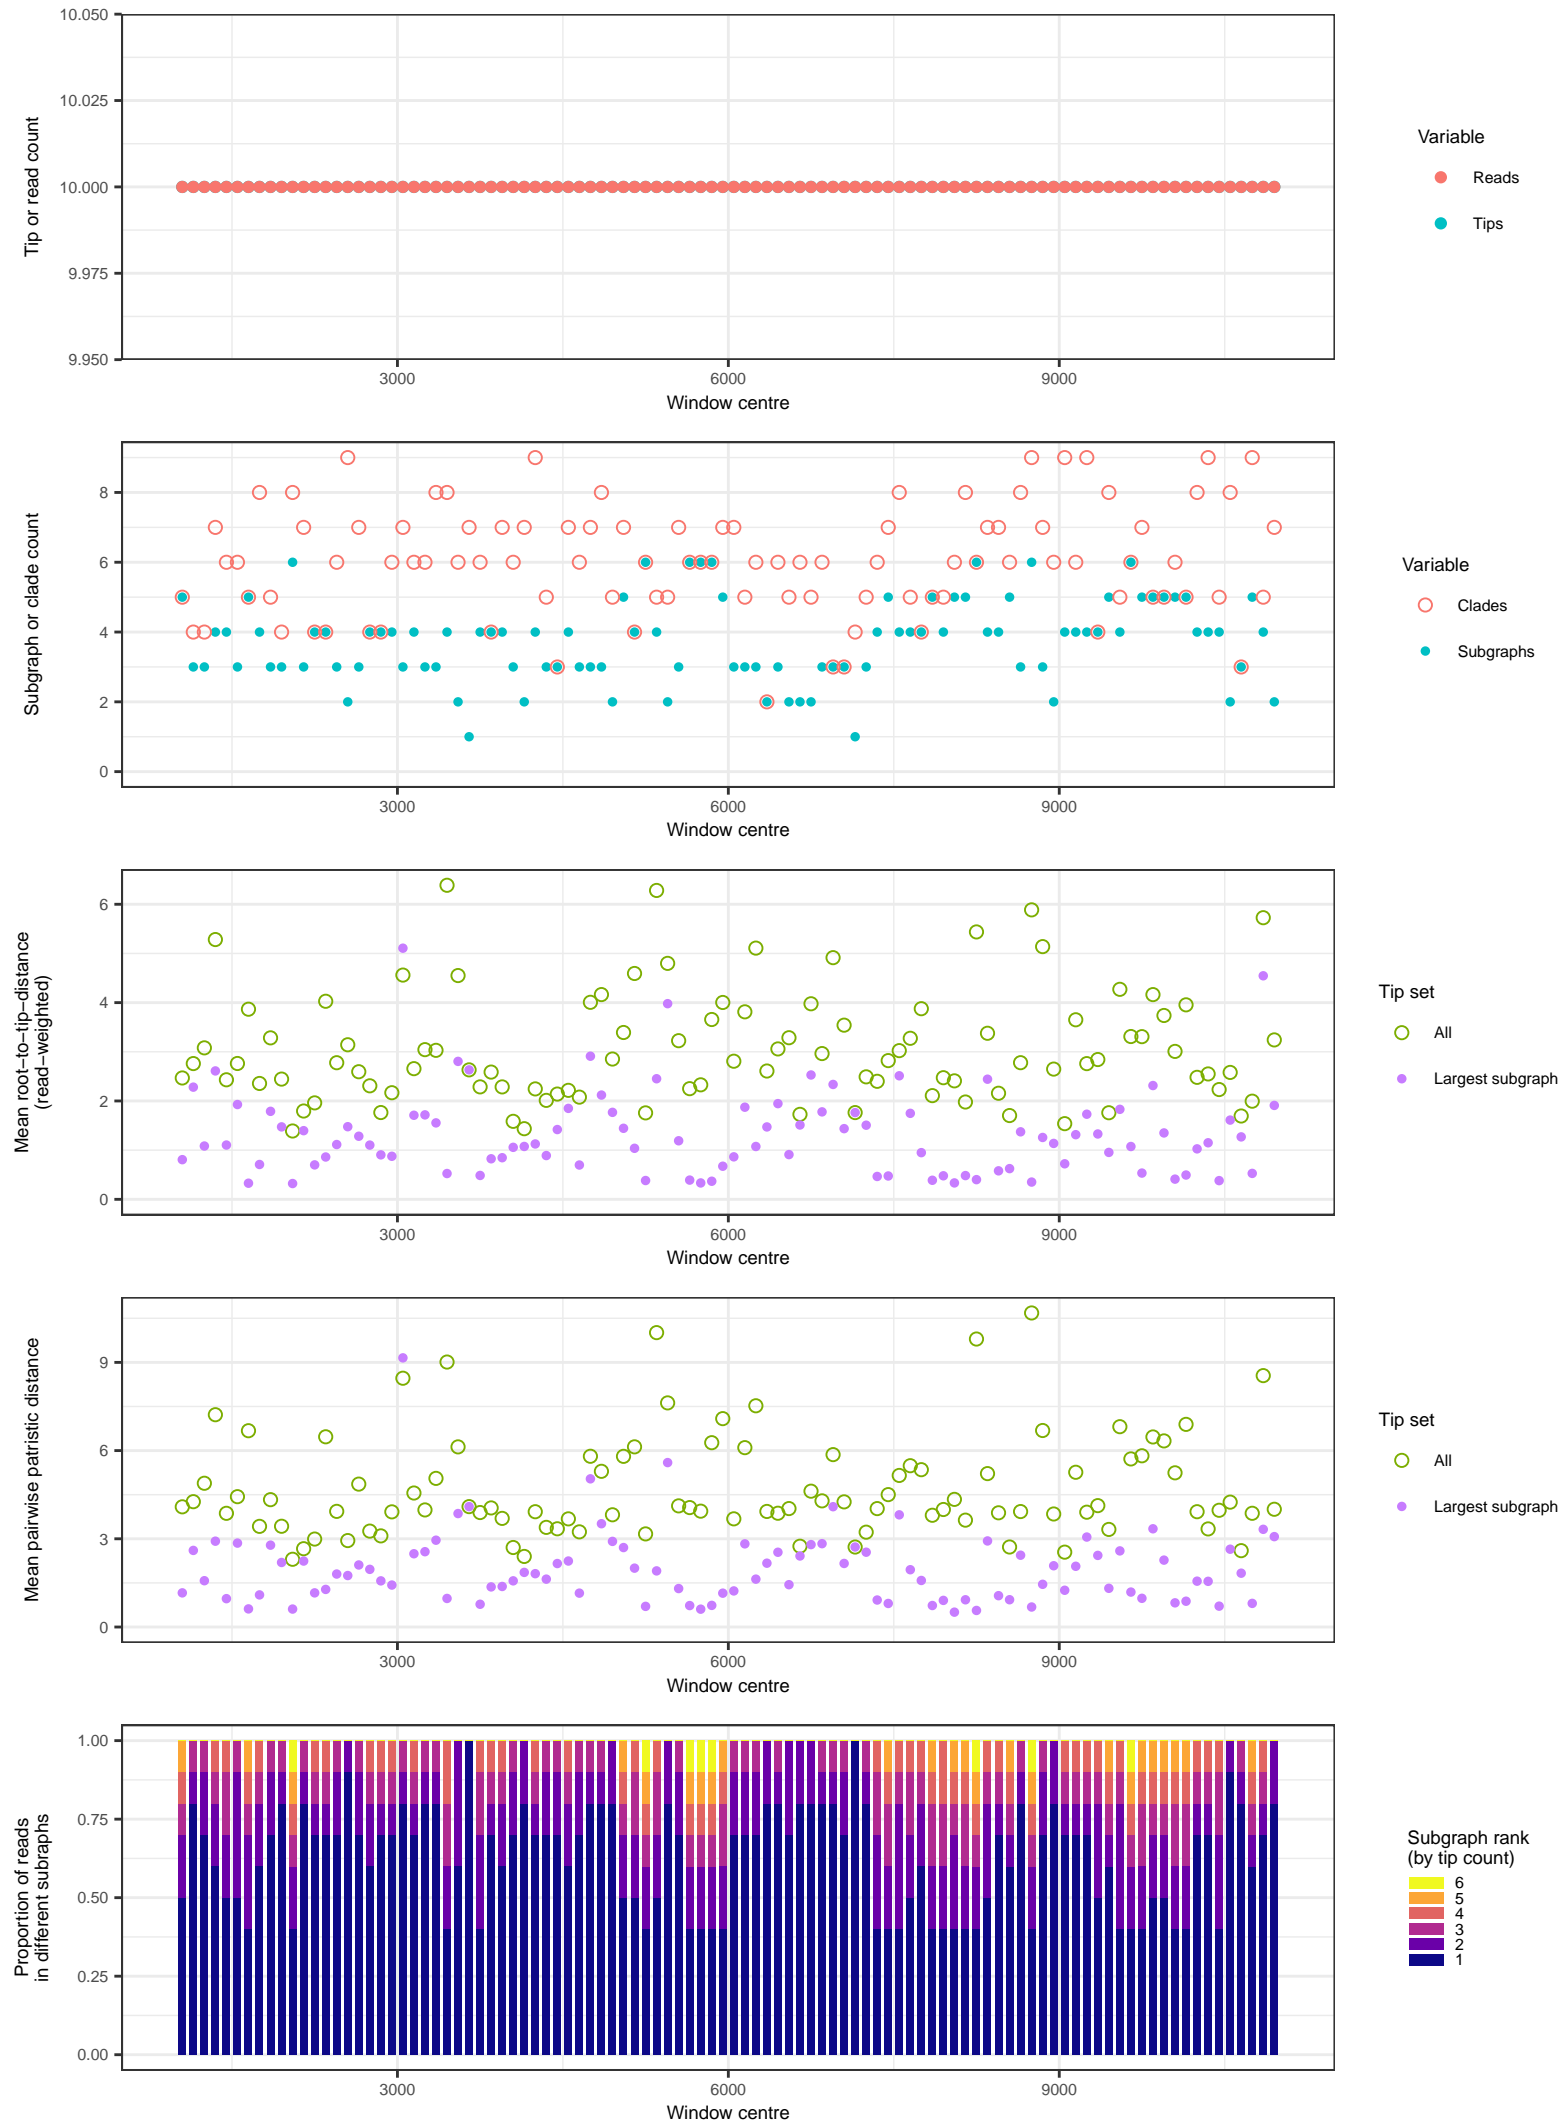 10.050
10.025
10.000
9.975
9.950
Tip or read count
3000
6000
9000
Window centre
Variable
Reads
Tips
8
6
4
2
0
Subgraph or clade count
3000
6000
9000
Window centre
Variable
Clades
Subgraphs
6
4
2
0
Mean root−to−tip−distance
(read−weighted)
3000
6000
9000
Window centre
Tip set
All
Largest subgraph
9
6
3
0
Mean pairwise patristic distance
3000
6000
9000
Window centre
Tip set
All
Largest subgraph
1.00
0.75
0.50
0.25
0.00
Proportion of reads
in different subraphs
3000
6000
9000
Window centre
Subgraph rank
(by tip count)
6
5
4
3
2
1